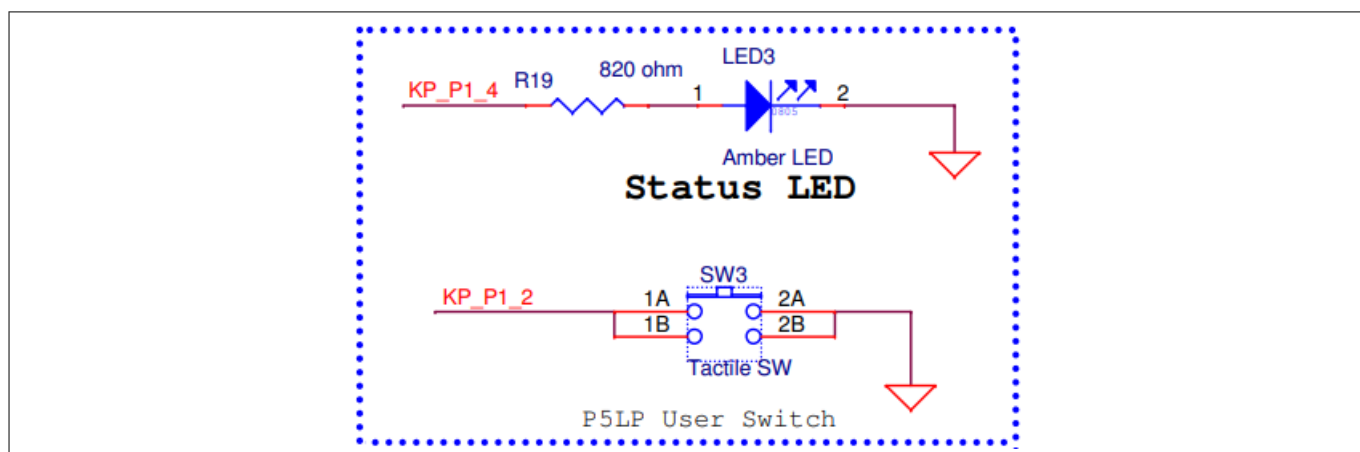 LED3
R19 820 ohm
KP_P1_4 1 2
0805
Amber LED
Status LED
SW3
KP_P1_2 1A 2A
1B 2B
Tactile SW
P5LP User Switch